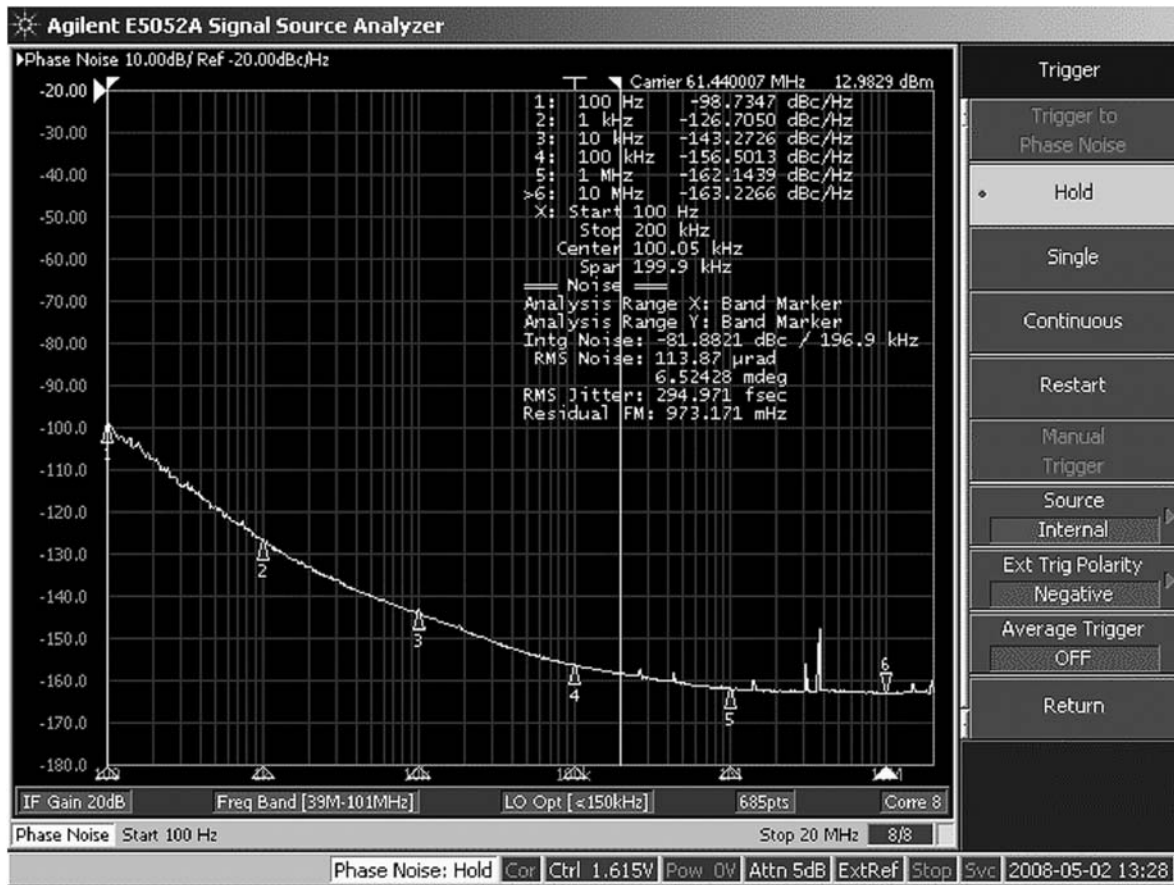 Agilent E5052A Signal Source Analyzer
▶Phase Noise 10.00dB/ Ref -20.00dBc/Hz
Carrier 61.440007 MHz 12.9829 dBm
1: 100 Hz -98.7347 dBc/Hz
2: 1 kHz -126.7050 dBc/Hz
3: 10 kHz -143.2726 dBc/Hz
4: 100 kHz -156.5013 dBc/Hz
5: 1 MHz -162.1439 dBc/Hz
>6: 10 MHz -163.2266 dBc/Hz
X: Start 100 Hz
Stop 200 kHz
Center 100.05 kHz
Span 199.9 kHz
=== Noise ===
Analysis Range X: Band Marker
Analysis Range Y: Band Marker
Intg Noise: -81.8821 dBc / 196.9 kHz
RMS Noise: 113.87 µrad
6.52428 mdeg
RMS Jitter: 294.971 fsec
Residual FM: 973.171 mHz
-20.00
-30.00
-40.00
-50.00
-60.00
-70.00
-80.00
-90.00
-100.0
-110.0
-120.0
-130.0
-140.0
-150.0
-160.0
-170.0
-180.0
1
2
3
4
5
6
IF Gain 20dB
Freq Band [39M-101MHz]
LO Opt [<150kHz]
685pts
Corre 8
Phase Noise Start 100 Hz
Stop 20 MHz 8/8
Phase Noise: Hold Cor Ctrl 1.615V Pow 0V Attn 5dB ExtRef Stop Svc 2008-05-02 13:28
Trigger
Trigger to
Phase Noise
Hold
Single
Continuous
Restart
Manual
Trigger
Source
Internal
Ext Trig Polarity
Negative
Average Trigger
OFF
Return